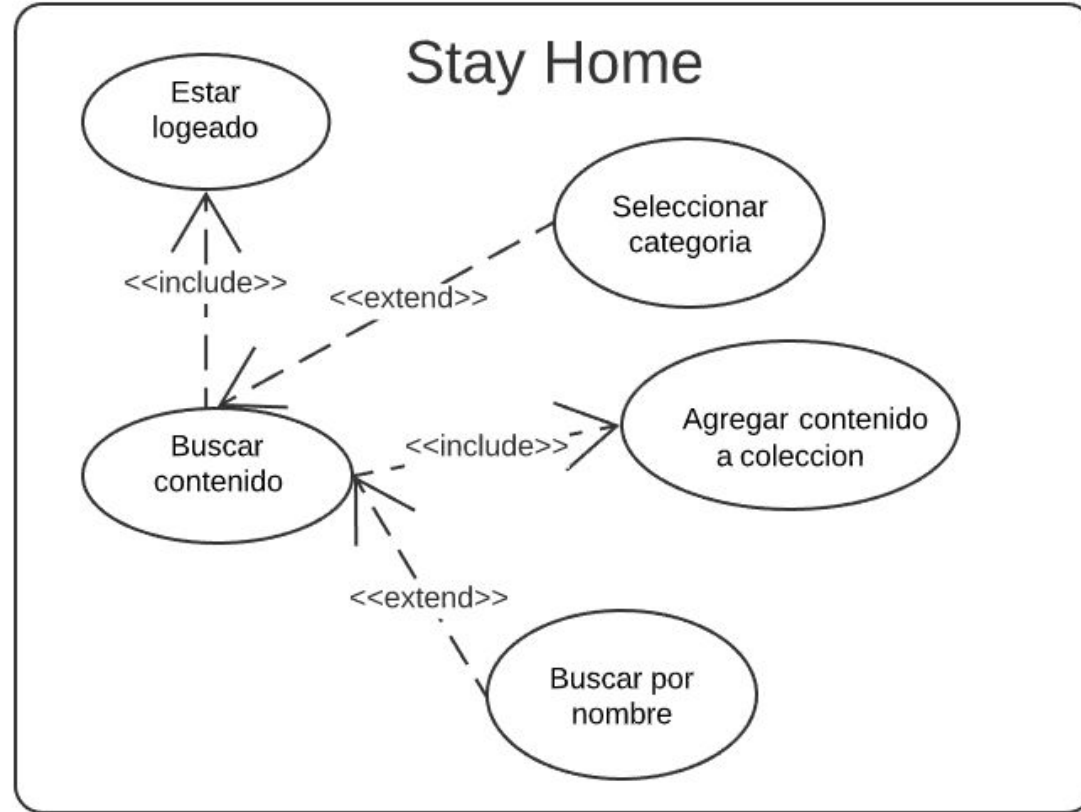 Stay Home
Estar
logeado
Seleccionar
categoria
<<include>>
<<extend>>
Buscar
contenido
<<include>>
Agregar contenido
a coleccion
<<extend>>
Buscar por
nombre